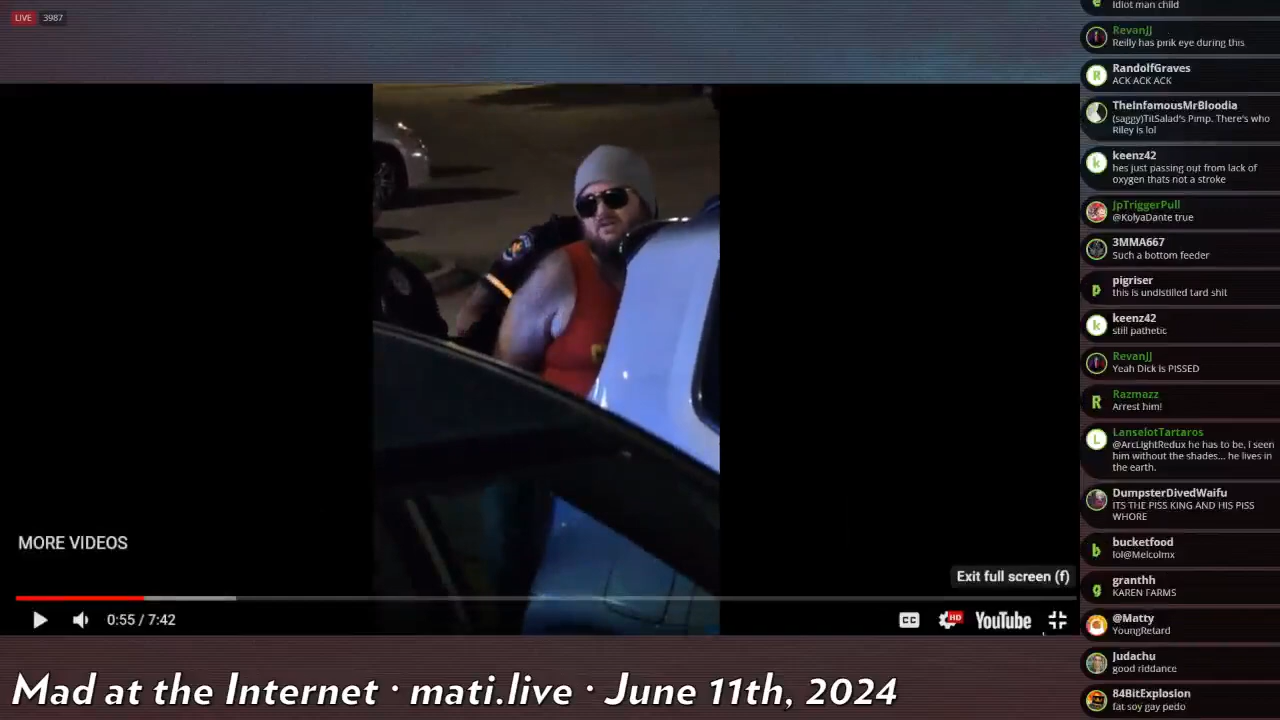 LIVE 3987
Idiot man child
RevanJJ
Reilly has pink eye during this
RandolfGraves
ACK ACK ACK
TheInfamousMrBloodia
(saggy)TitSalad's Pimp. There's who
Riley is lol
keenz42
hes just passing out from lack of
oxygen thats not a stroke
JpTriggerPull
@KolyaDante true
3MMA667
Such a bottom feeder
pigriser
this is undistilled tard shit
keenz42
still pathetic
RevanJJ
Yeah Dick is PISSED
Razmazz
Arrest him!
LanselotTartaros
@ArcLightRedux he has to be, I seen
him without the shades... he lives in
the earth.
DumpsterDivedWaifu
ITS THE PISS KING AND HIS PISS
WHORE
bucketfood
lol@Melcolmx
granthh
KAREN FARMS
@Matty
YoungRetard
Judachu
good riddance
84BitExplosion
fat soy gay pedo
MORE VIDEOS
Exit full screen (f)
0:55 / 7:42
CC HD YouTube
Mad at the Internet · mati.live · June 11th, 2024